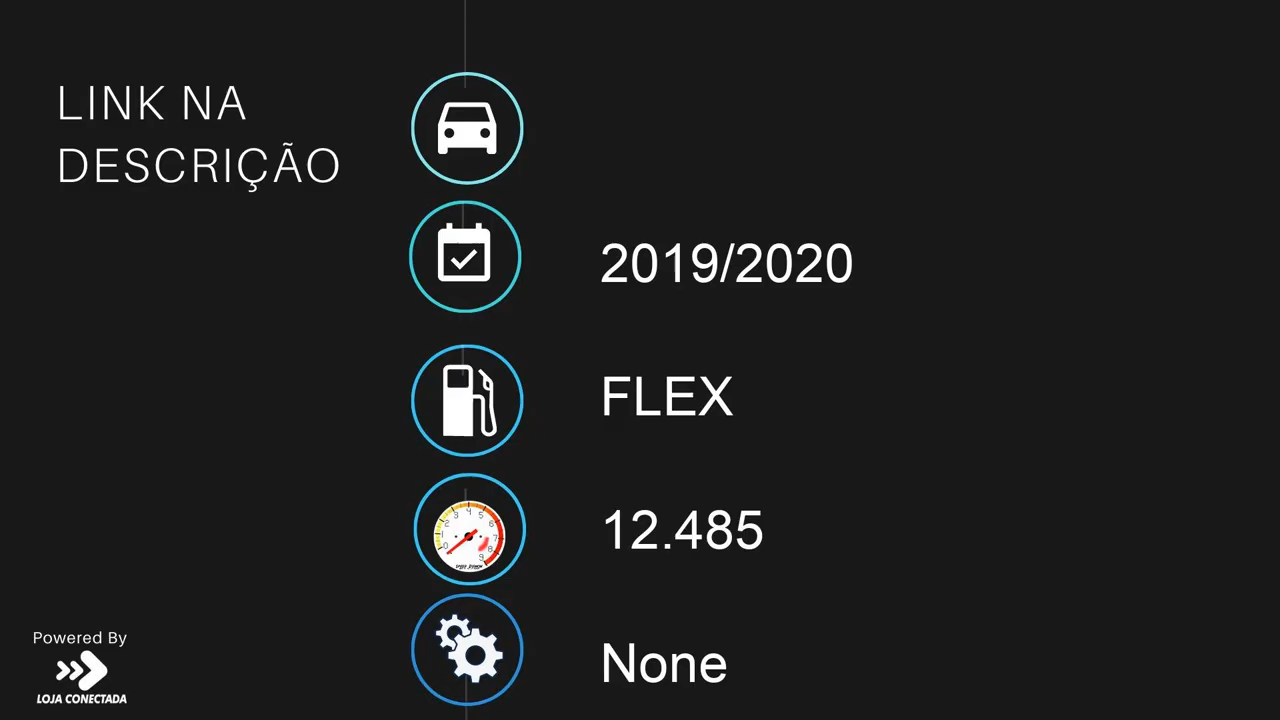 LINK NA
DESCRIÇÃO
2019/2020
FLEX
12.485
None
Powered By
LOJA CONECTADA